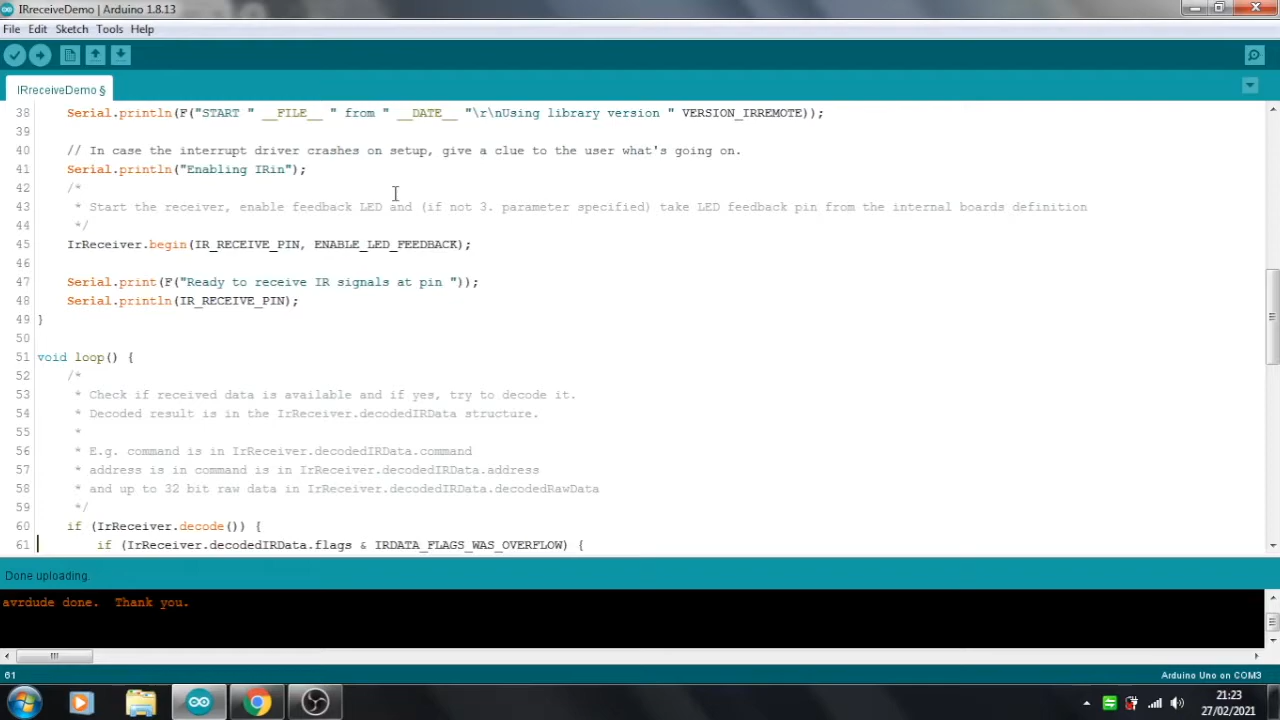 IRreceiveDemo | Arduino 1.8.13
File Edit Sketch Tools Help
IRreceiveDemo §
38 Serial.println(F("START " __FILE__ " from " __DATE__ "\r\nUsing library version " VERSION_IRREMOTE));
39
40 // In case the interrupt driver crashes on setup, give a clue to the user what's going on.
41 Serial.println("Enabling IRin");
42 /*
43 * Start the receiver, enable feedback LED and (if not 3. parameter specified) take LED feedback pin from the internal boards definition
44 */
45 IrReceiver.begin(IR_RECEIVE_PIN, ENABLE_LED_FEEDBACK);
46
47 Serial.print(F("Ready to receive IR signals at pin "));
48 Serial.println(IR_RECEIVE_PIN);
49 }
50
51 void loop() {
52 /*
53 * Check if received data is available and if yes, try to decode it.
54 * Decoded result is in the IrReceiver.decodedIRData structure.
55 *
56 * E.g. command is in IrReceiver.decodedIRData.command
57 * address is in command is in IrReceiver.decodedIRData.address
58 * and up to 32 bit raw data in IrReceiver.decodedIRData.decodedRawData
59 */
60 if (IrReceiver.decode()) {
61 if (IrReceiver.decodedIRData.flags & IRDATA_FLAGS_WAS_OVERFLOW) {
Done uploading.
avrdude done.  Thank you.
61 Arduino Uno on COM3
21:23
27/02/2021